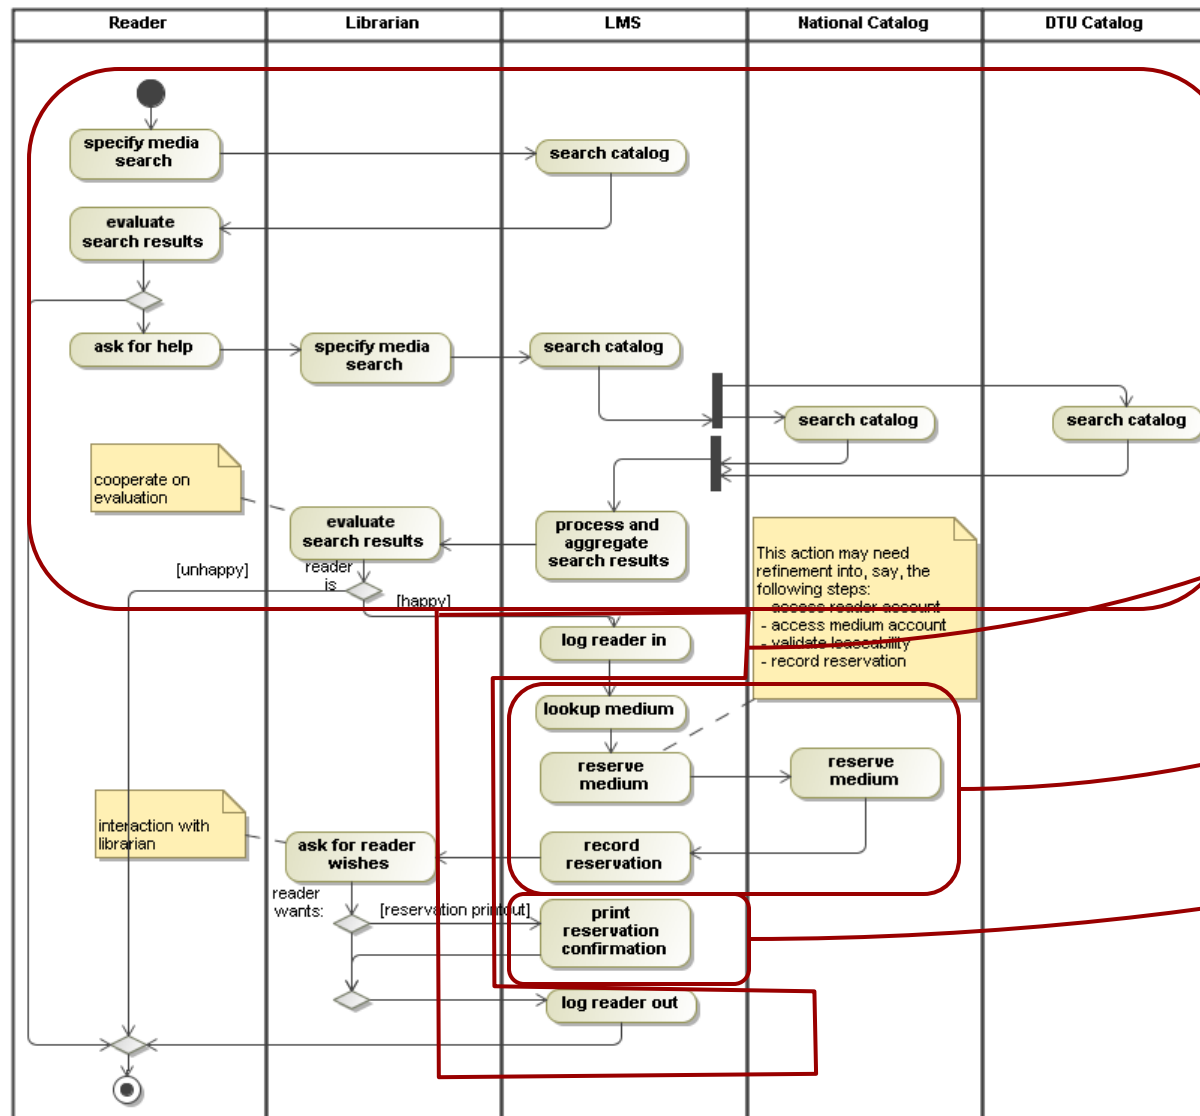 Reader
Librarian
LMS
National Catalog
DTU Catalog
specify media
search
search catalog
evaluate
search results
ask for help
specify media
search
search catalog
search catalog
search catalog
cooperate on
evaluation
evaluate
search results
process and
aggregate
search results
This action may need
refinement into, say, the
following steps:
- access reader account
- access medium account
- validate leaseability
- record reservation
[unhappy]
reader
is
[happy]
log reader in
lookup medium
reserve
medium
reserve
medium
interaction with
librarian
ask for reader
wishes
record
reservation
reader
wants:
[reservation printout]
print
reservation
confirmation
log reader out